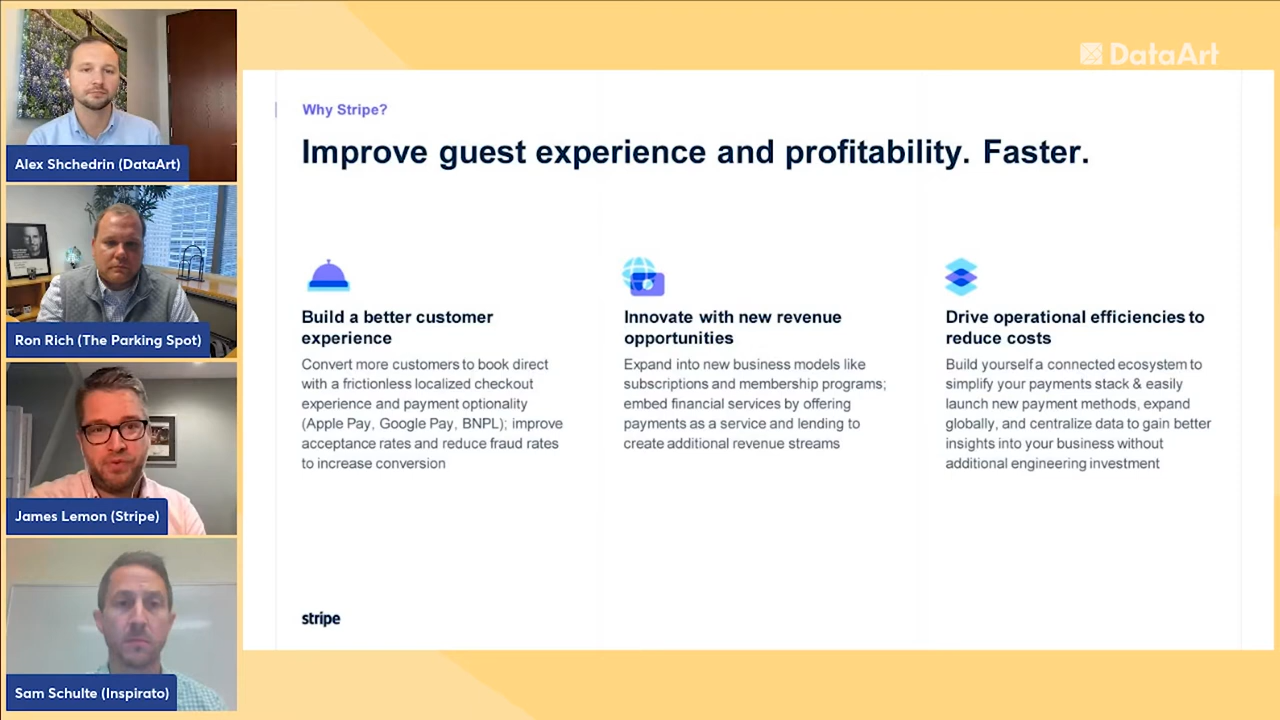 DataArt
Alex Shchedrin (DataArt)
Ron Rich (The Parking Spot)
James Lemon (Stripe)
Sam Schulte (Inspirato)
Why Stripe?
Improve guest experience and profitability. Faster.
Build a better customer
experience
Convert more customers to book direct
with a frictionless localized checkout
experience and payment optionality
(Apple Pay, Google Pay, BNPL); improve
acceptance rates and reduce fraud rates
to increase conversion
Innovate with new revenue
opportunities
Expand into new business models like
subscriptions and membership programs;
embed financial services by offering
payments as a service and lending to
create additional revenue streams
Drive operational efficiencies to
reduce costs
Build yourself a connected ecosystem to
simplify your payments stack & easily
launch new payment methods, expand
globally, and centralize data to gain better
insights into your business without
additional engineering investment
stripe